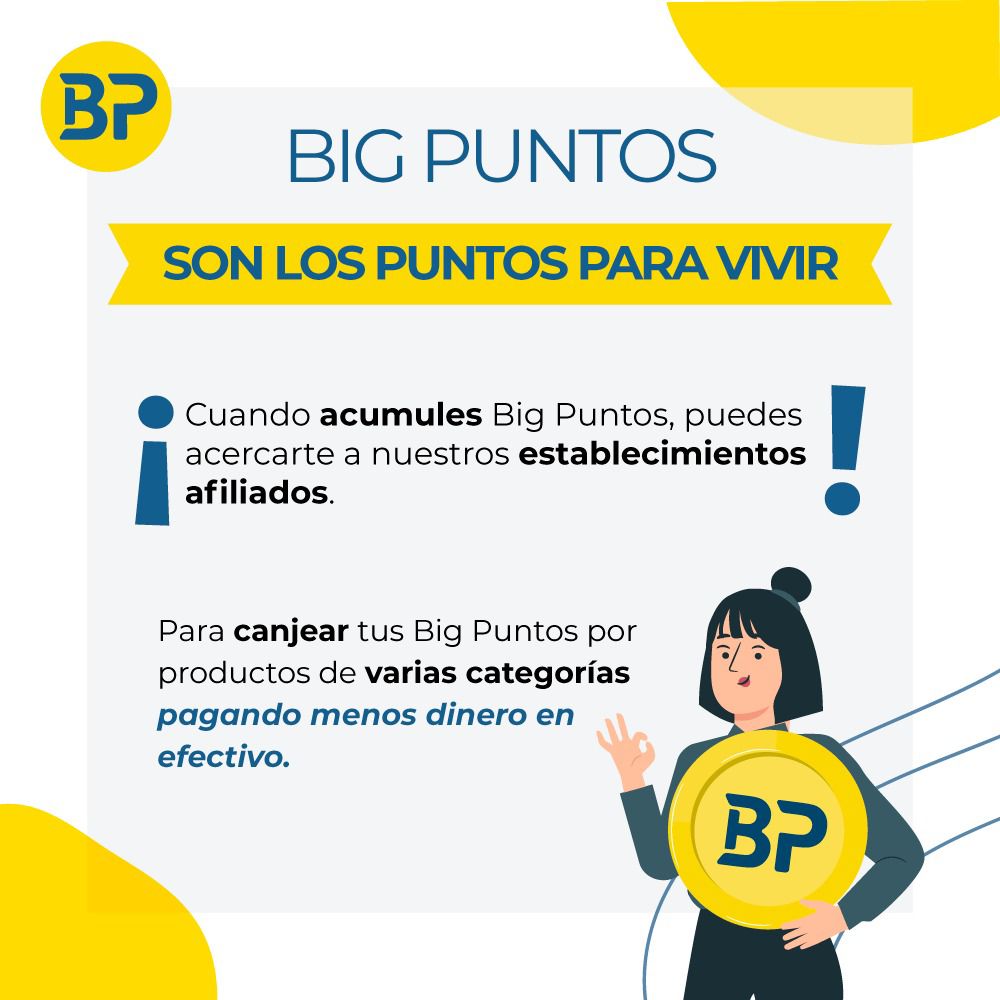 BP
BIG PUNTOS
SON LOS PUNTOS PARA VIVIR
¡Cuando acumules Big Puntos, puedes
acercarte a nuestros establecimientos
afiliados.!
Para canjear tus Big Puntos por
productos de varias categorías
pagando menos dinero en
efectivo.
BP